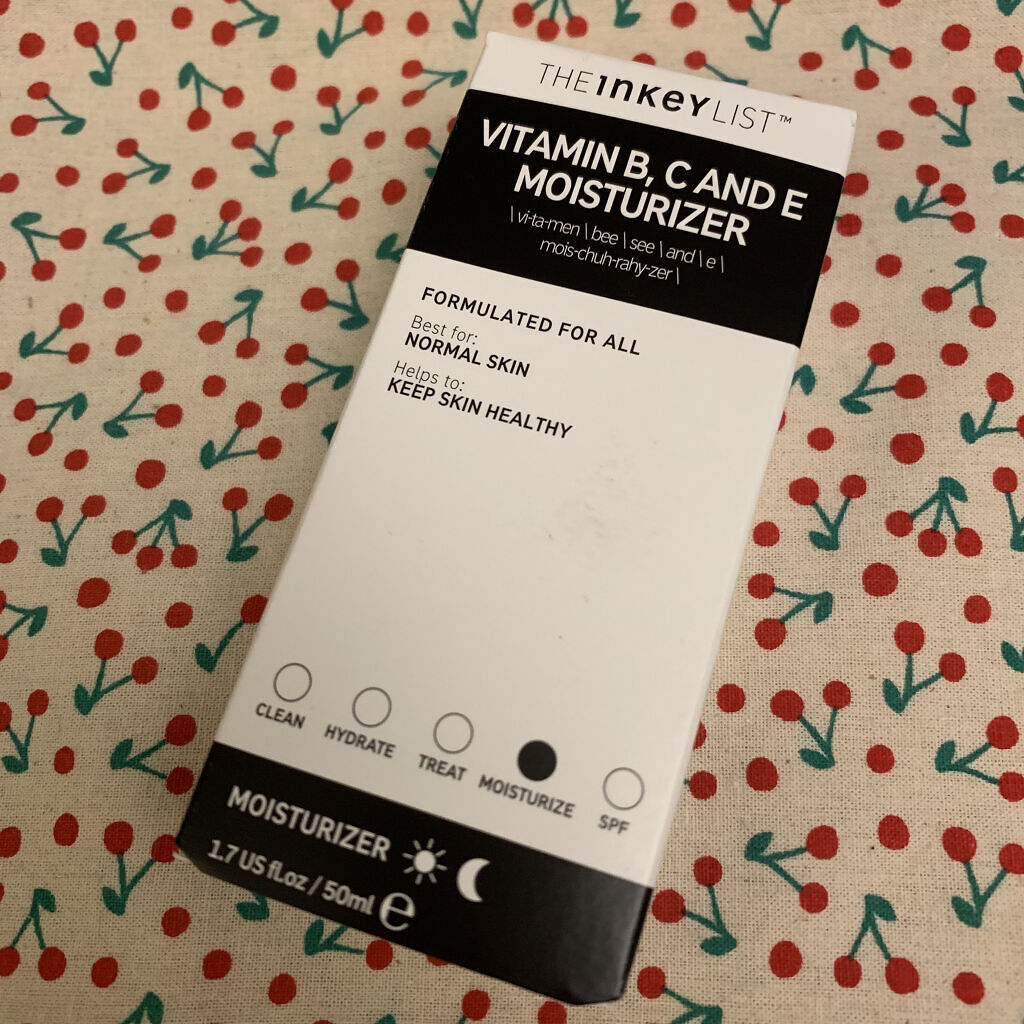 THE INKEY LIST™
VITAMIN B, C AND E
MOISTURIZER
\ vi-ta-men \ bee \ see \ and \ e \
mois-chuh-rahy-zer \
FORMULATED FOR ALL
Best for:
NORMAL SKIN
Helps to:
KEEP SKIN HEALTHY
CLEAN HYDRATE TREAT MOISTURIZE SPF
MOISTURIZER
1.7 US fl.oz / 50ml ℮